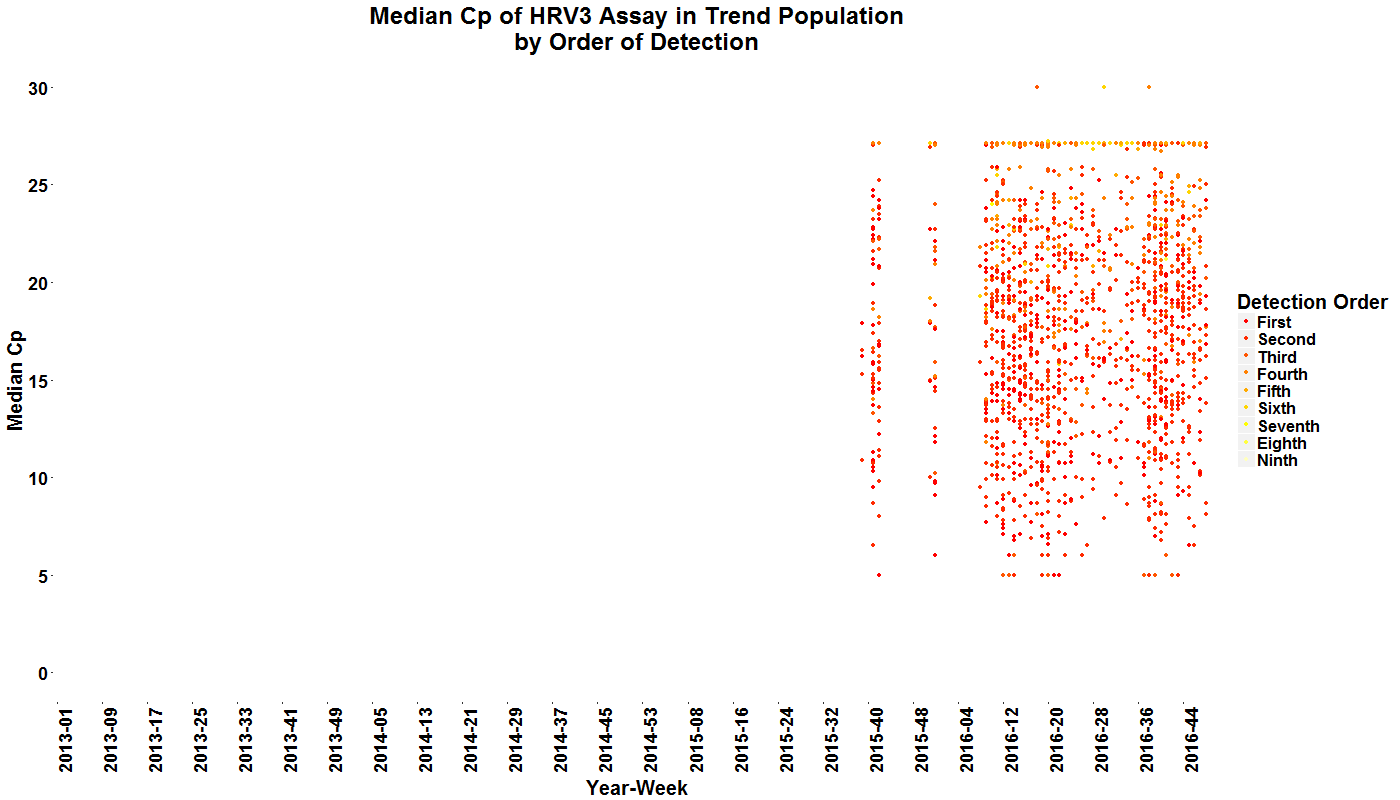 Median Cp of HRV3 Assay in Trend Population
by Order of Detection
Median Cp
30
25
20
15
10
5
0
2013-01
2013-09
2013-17
2013-25
2013-33
2013-41
2013-49
2014-05
2014-13
2014-21
2014-29
2014-37
2014-45
2014-53
2015-08
2015-16
2015-24
2015-32
2015-40
2015-48
2016-04
2016-12
2016-20
2016-28
2016-36
2016-44
Year-Week
Detection Order
First
Second
Third
Fourth
Fifth
Sixth
Seventh
Eighth
Ninth